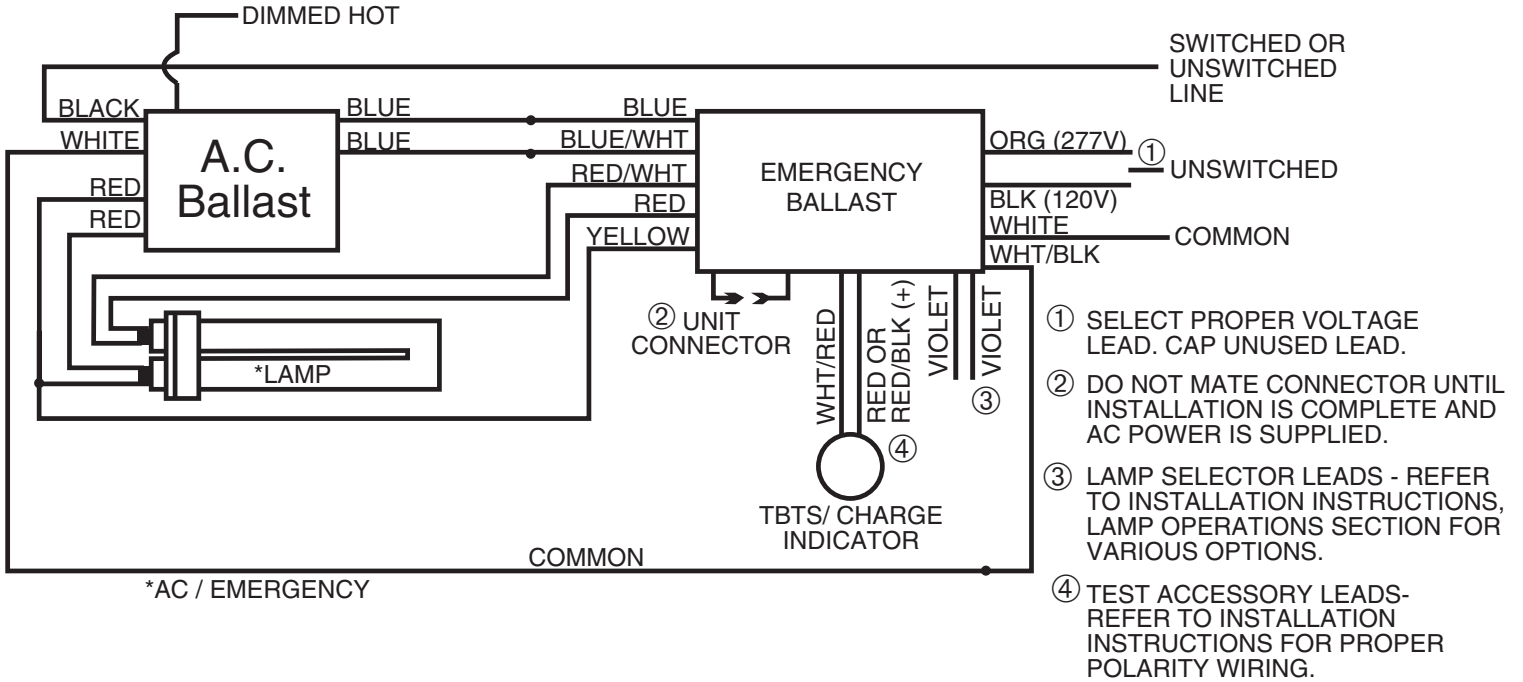 DIMMED HOT
SWITCHED OR
UNSWITCHED
LINE
BLACK
WHITE
RED
RED
A.C.
Ballast
BLUE
BLUE
BLUE
BLUE/WHT
RED/WHT
RED
YELLOW
EMERGENCY
BALLAST
ORG (277V)
①
UNSWITCHED
BLK (120V)
WHITE
COMMON
WHT/BLK
② UNIT
CONNECTOR
WHT/RED
RED OR
RED/BLK (+)
VIOLET
VIOLET
③
④
TBTS/ CHARGE
INDICATOR
*LAMP
COMMON
*AC / EMERGENCY
① SELECT PROPER VOLTAGE
LEAD. CAP UNUSED LEAD.
② DO NOT MATE CONNECTOR UNTIL
INSTALLATION IS COMPLETE AND
AC POWER IS SUPPLIED.
③ LAMP SELECTOR LEADS - REFER
TO INSTALLATION INSTRUCTIONS,
LAMP OPERATIONS SECTION FOR
VARIOUS OPTIONS.
④ TEST ACCESSORY LEADS-
REFER TO INSTALLATION
INSTRUCTIONS FOR PROPER
POLARITY WIRING.